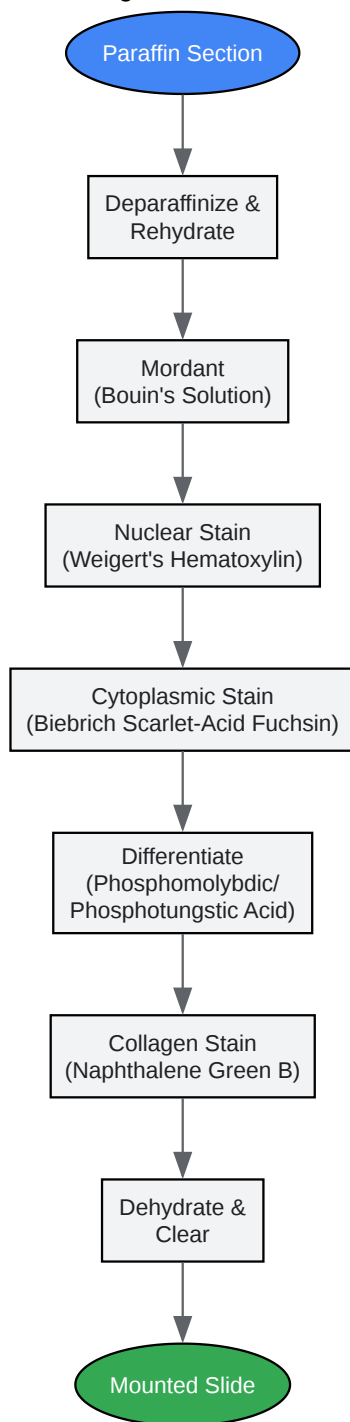 Paraffin Section
Deparaffinize &
Rehydrate
Mordant
(Bouin's Solution)
Nuclear Stain
(Weigert's Hematoxylin)
Cytoplasmic Stain
(Biebrich Scarlet-Acid Fuchsin)
Differentiate
(Phosphomolybdic/
Phosphotungstic Acid)
Collagen Stain
(Naphthalene Green B)
Dehydrate &
Clear
Mounted Slide